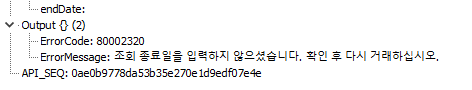 endDate:
Output {} (2)
ErrorCode: 80002320
ErrorMessage: 조회 종료일을 입력하지 않으셨습니다. 확인 후 다시 거래하십시오.
API_SEQ: 0ae0b9778da53b35e270e1d9edf07e4e